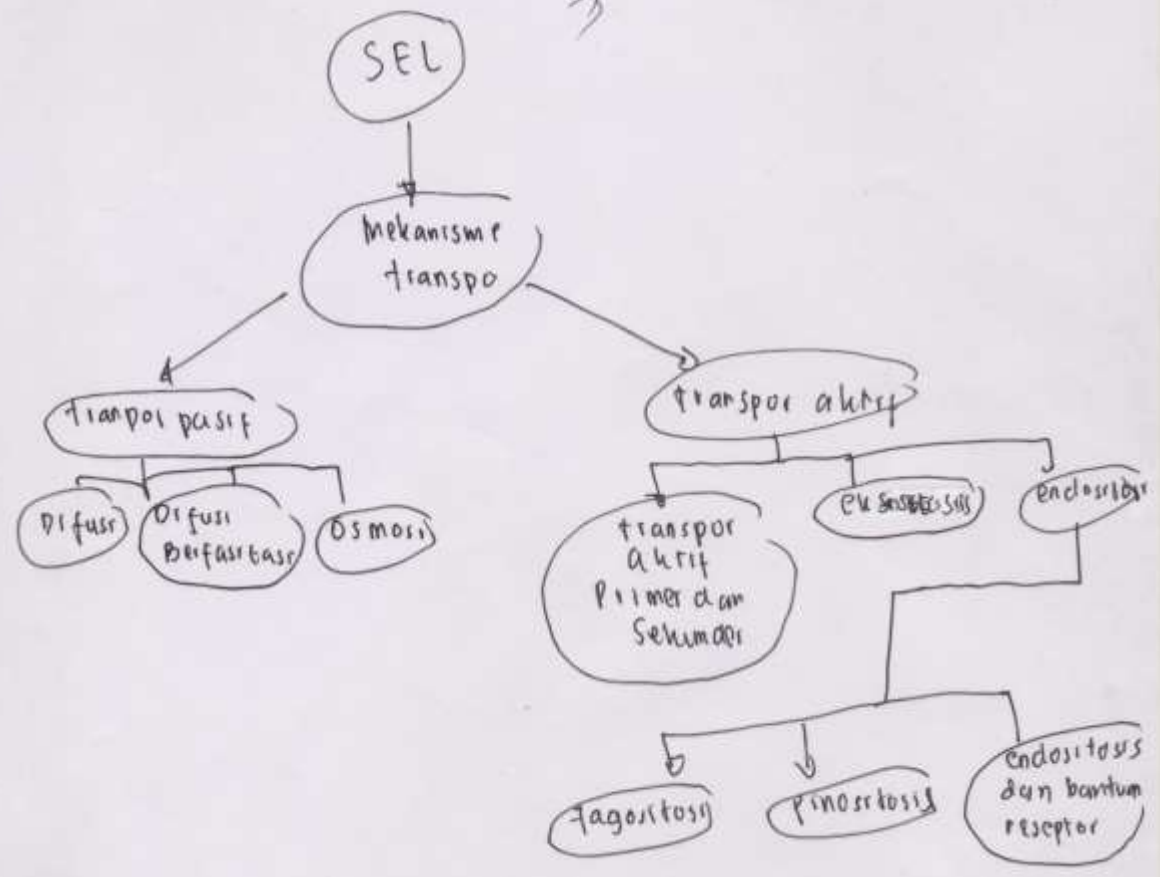 SEL
Mekanisme
transpo
tranpor pasif
transpor aktif
Difusi
Difusi
Berfasitasi
Osmosi
transpor
aktif
Primer dan
Sekunder
endositosis
fagositosis
pinositosis
endositosis
dan bantum
reseptor